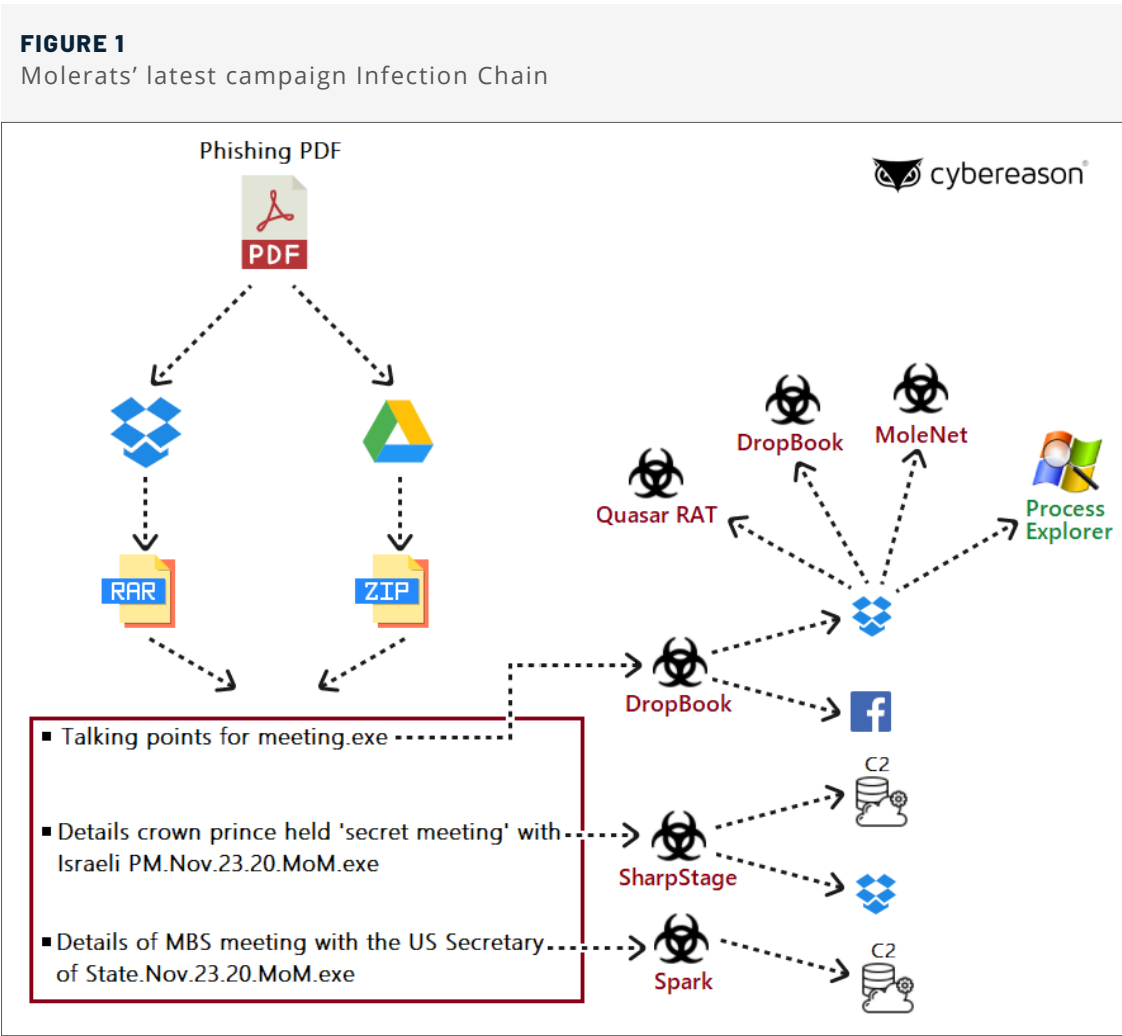 FIGURE 1
Molerats’ latest campaign Infection Chain
Phishing PDF
cybereason®
PDF
DropBook
MoleNet
Quasar RAT
Process
Explorer
RAR
ZIP
DropBook
f
▪ Talking points for meeting.exe
C2
▪ Details crown prince held 'secret meeting' with
Israeli PM.Nov.23.20.MoM.exe
SharpStage
▪ Details of MBS meeting with the US Secretary
of State.Nov.23.20.MoM.exe
Spark
C2